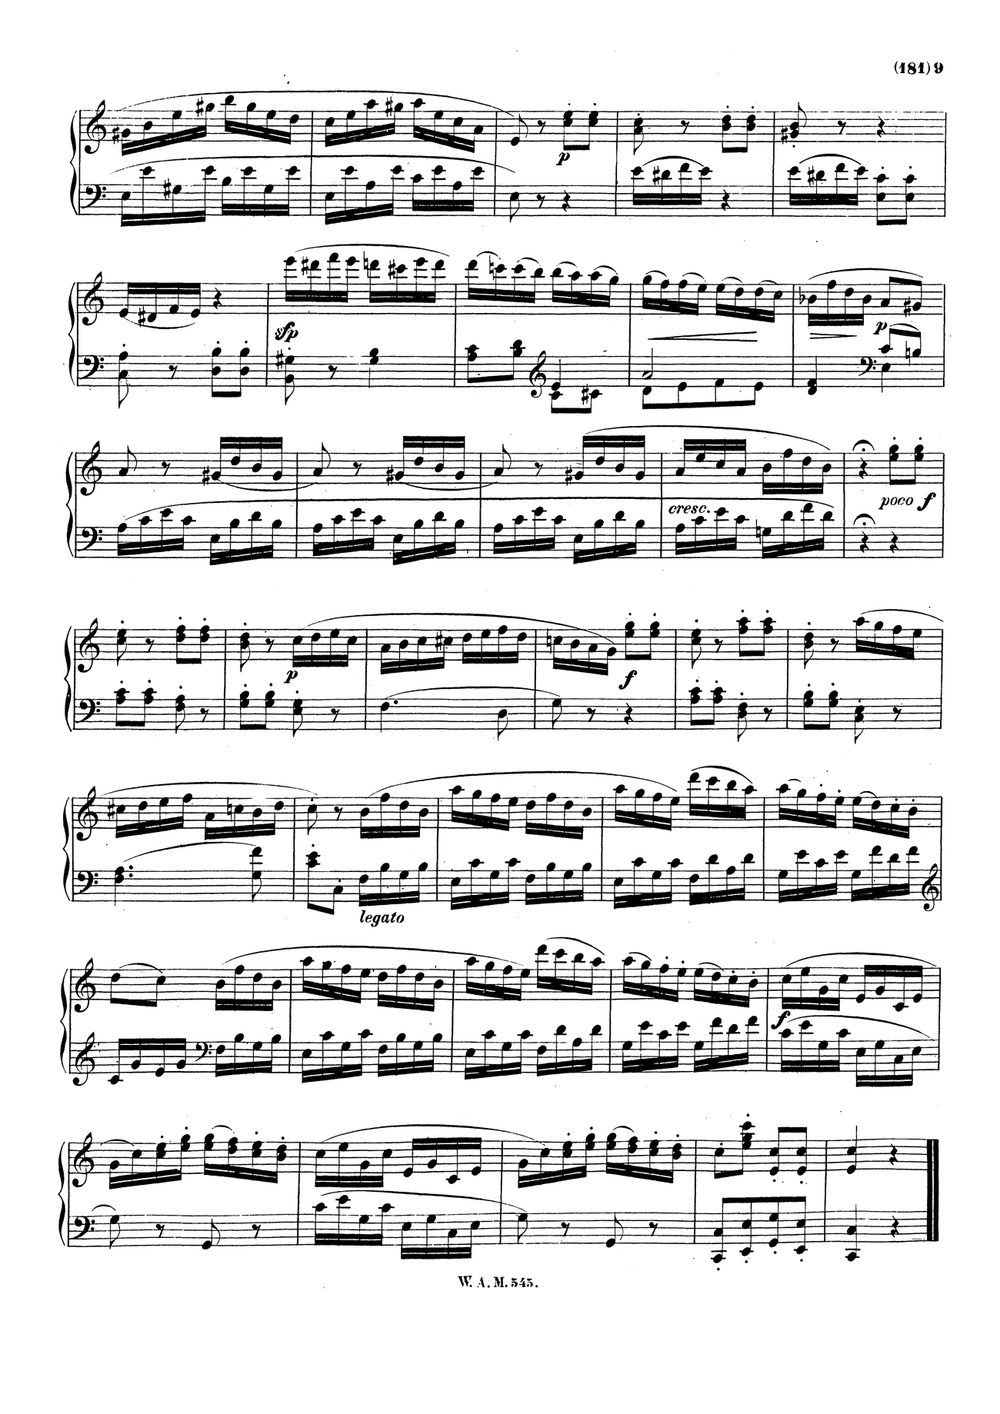 (181) 9
p
sfp
p
cresc.
poco f
p
f
legato
f
W. A. M. 545.